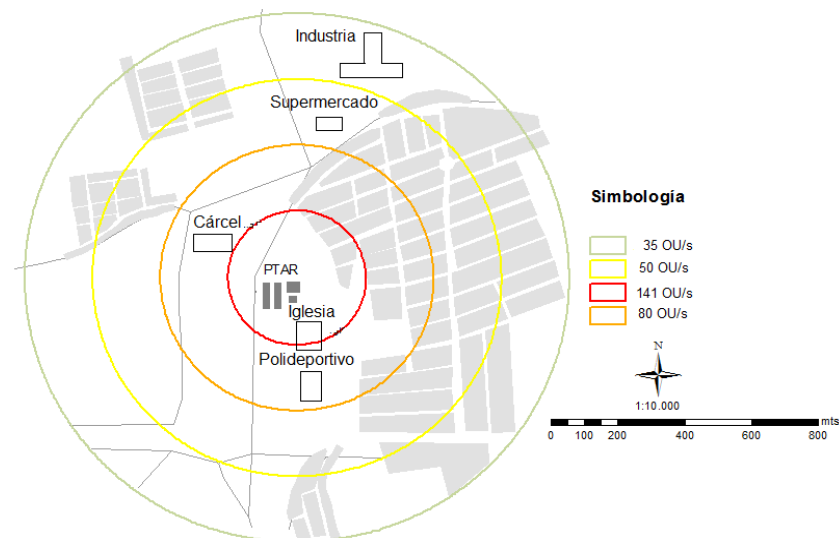 Industria
Supermercado
Cárcel
PTAR
Iglesia
Polideportivo
Simbología
35 OU/s
50 OU/s
141 OU/s
80 OU/s
N
1:10.000
mts
0 100 200 400 600 800